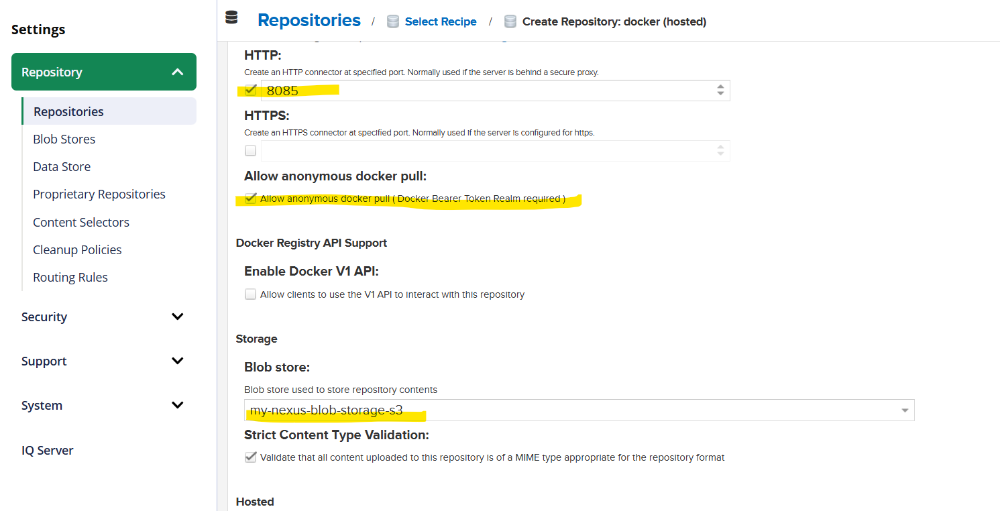 Settings
Repository
Repositories
Blob Stores
Data Store
Proprietary Repositories
Content Selectors
Cleanup Policies
Routing Rules
Security
Support
System
IQ Server
Repositories / Select Recipe / Create Repository: docker (hosted)
HTTP:
Create an HTTP connector at specified port. Normally used if the server is behind a secure proxy.
8085
HTTPS:
Create an HTTPS connector at specified port. Normally used if the server is configured for https.
Allow anonymous docker pull:
Allow anonymous docker pull ( Docker Bearer Token Realm required )
Docker Registry API Support
Enable Docker V1 API:
Allow clients to use the V1 API to interact with this repository
Storage
Blob store:
Blob store used to store repository contents
my-nexus-blob-storage-s3
Strict Content Type Validation:
Validate that all content uploaded to this repository is of a MIME type appropriate for the repository format
Hosted